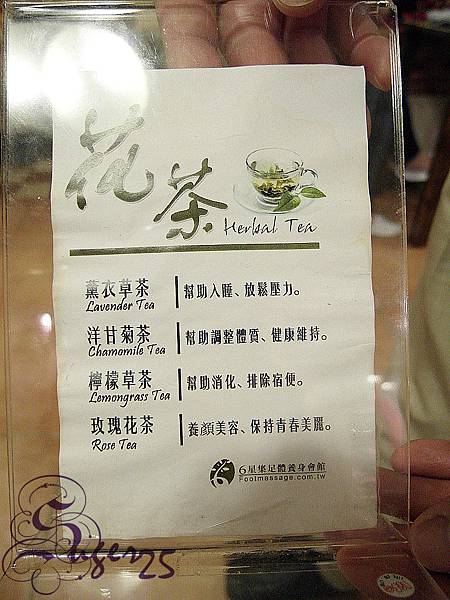 花茶
Herbal Tea
薰衣草茶
Lavender Tea
幫助入睡、放鬆壓力。
洋甘菊茶
Chamomile Tea
幫助調整體質、健康維持。
檸檬草茶
Lemongrass Tea
幫助消化、排除宿便。
玫瑰花茶
Rose Tea
養顏美容、保持青春美麗。
6星集足體養身會館
Footmassage.com.tw
Suger25